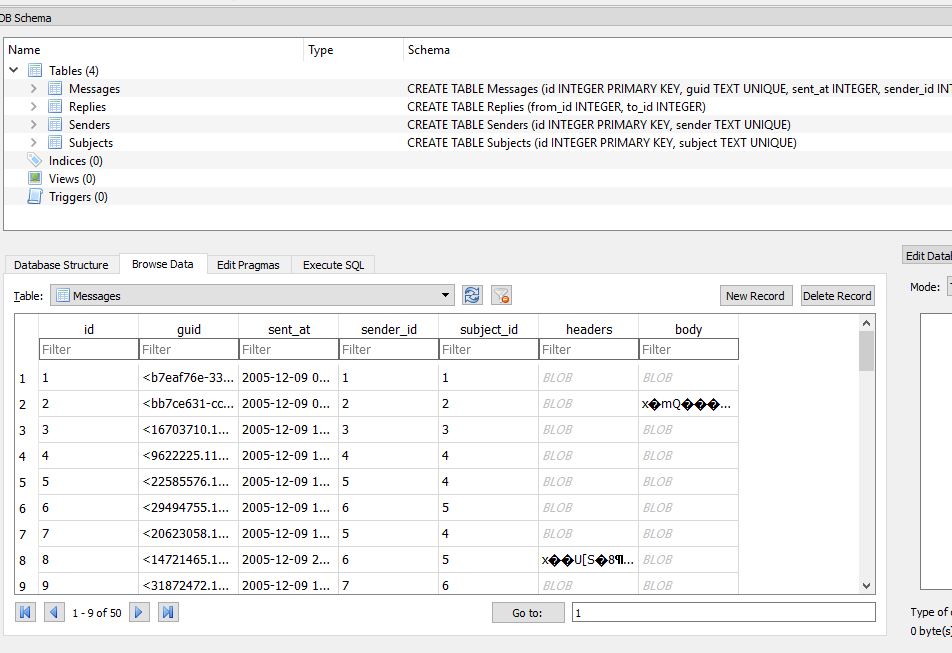 DB Schema
Name Type Schema
Tables (4)
Messages CREATE TABLE Messages (id INTEGER PRIMARY KEY, guid TEXT UNIQUE, sent_at INTEGER, sender_id INT
Replies CREATE TABLE Replies (from_id INTEGER, to_id INTEGER)
Senders CREATE TABLE Senders (id INTEGER PRIMARY KEY, sender TEXT UNIQUE)
Subjects CREATE TABLE Subjects (id INTEGER PRIMARY KEY, subject TEXT UNIQUE)
Indices (0)
Views (0)
Triggers (0)
Database Structure Browse Data Edit Pragmas Execute SQL Edit Datal
Table: Messages New Record Delete Record Mode:
id guid sent_at sender_id subject_id headers body
Filter Filter Filter Filter Filter Filter Filter
1 1 <b7eaf76e-33... 2005-12-09 0... 1 1 BLOB BLOB
2 2 <bb7ce631-cc... 2005-12-09 0... 2 2 BLOB x�mQ���...
3 3 <16703710.1... 2005-12-09 1... 3 3 BLOB BLOB
4 4 <9622225.11... 2005-12-09 1... 4 4 BLOB BLOB
5 5 <22585576.1... 2005-12-09 1... 5 4 BLOB BLOB
6 6 <29494755.1... 2005-12-09 1... 6 5 BLOB BLOB
7 7 <20623058.1... 2005-12-09 1... 5 4 BLOB BLOB
8 8 <14721465.1... 2005-12-09 2... 6 5 x��U[S�8¶I... BLOB
9 9 <31872472.1... 2005-12-09 1... 7 6 BLOB BLOB
1 - 9 of 50 Go to: 1
Type of
0 byte(s)